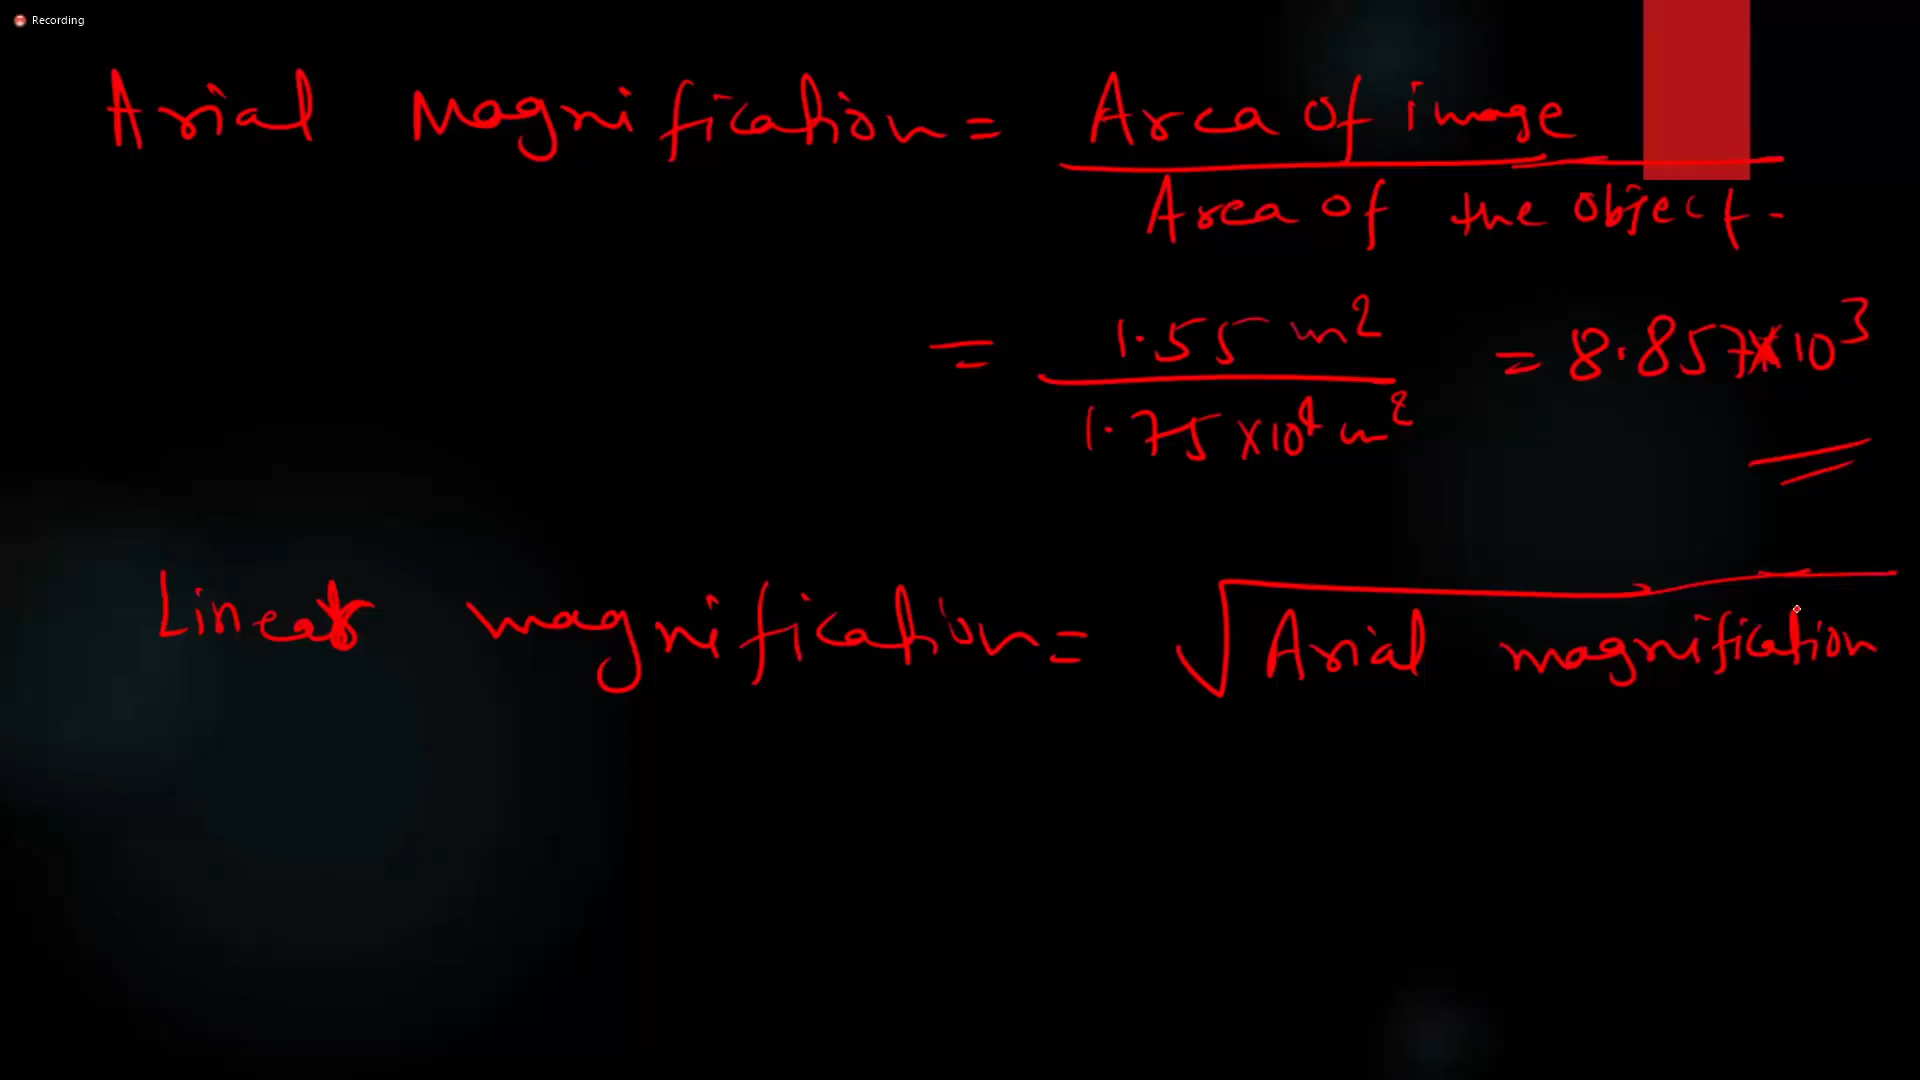 Recording
Arial Magnification = Area of image
Area of the object.
= 1.55 m² = 8.857×10³
1.75 × 10⁴ m²
Linear magnification = √Arial magnification